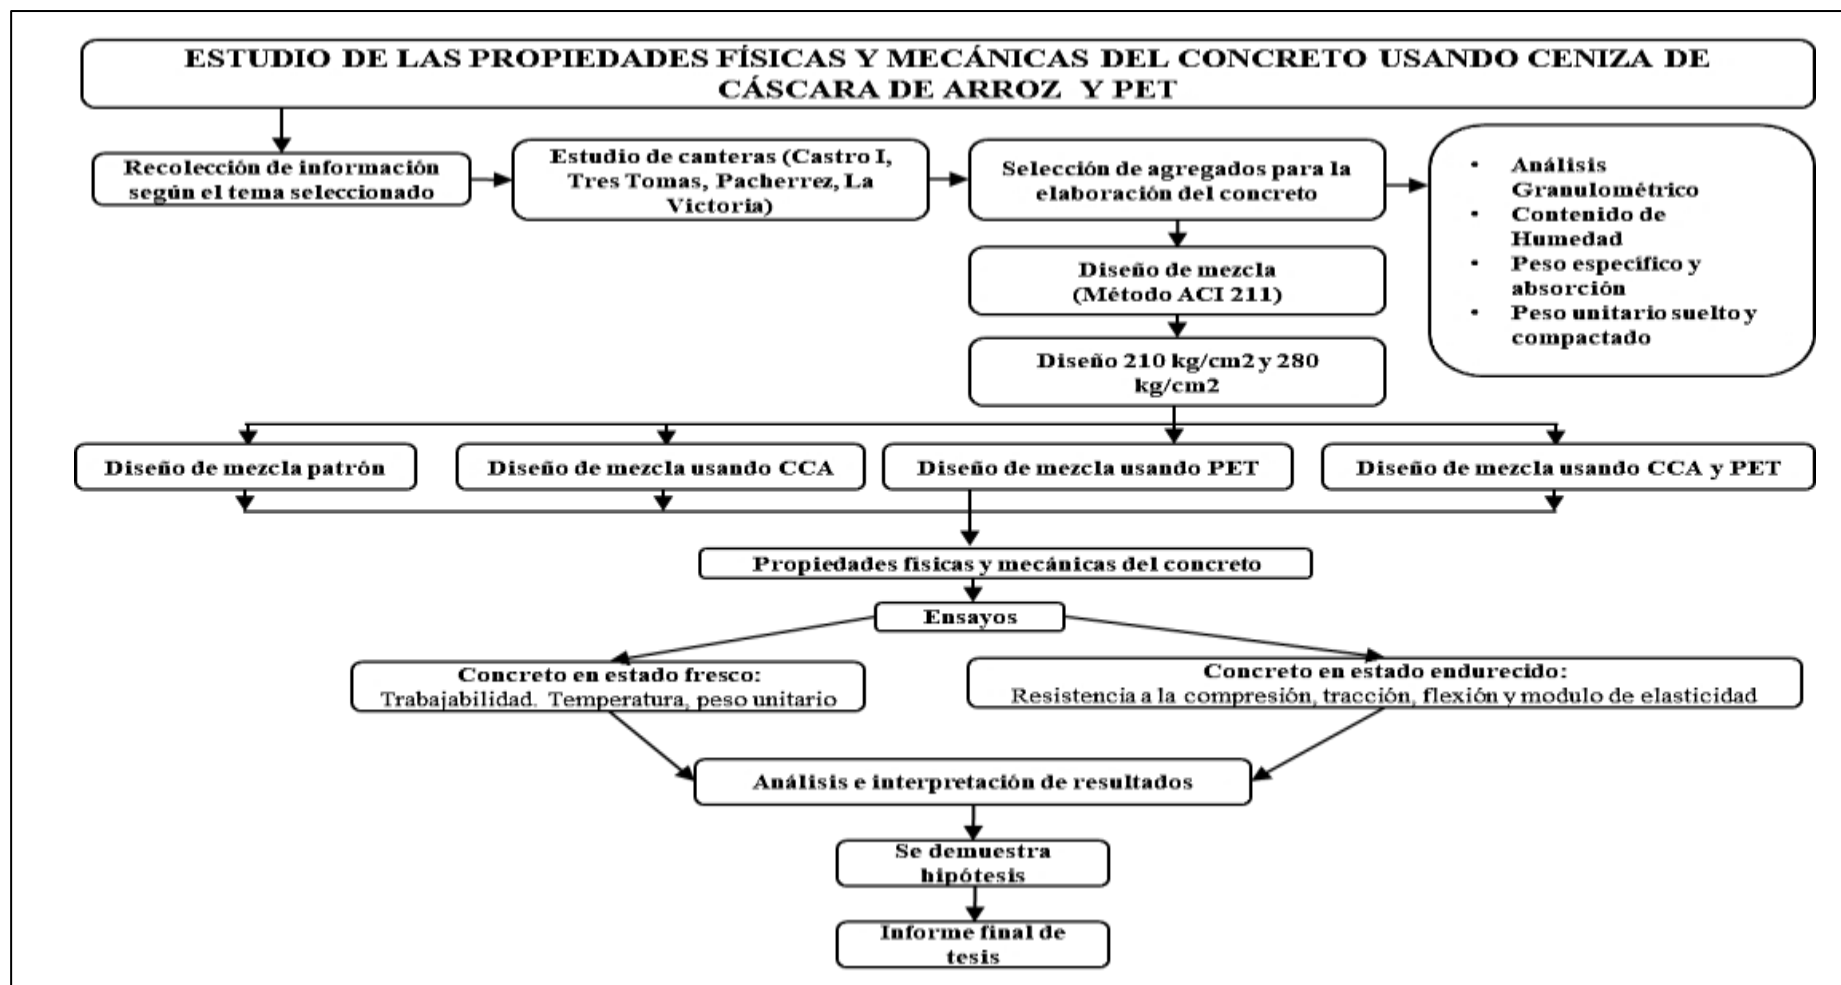 ESTUDIO DE LAS PROPIEDADES FÍSICAS Y MECÁNICAS DEL CONCRETO USANDO CENIZA DE
CÁSCARA DE ARROZ Y PET
Recolección de información
según el tema seleccionado
Estudio de canteras (Castro I,
Tres Tomas, Pacherrez, La
Victoria)
Selección de agregados para la
elaboración del concreto
• Análisis
Granulométrico
• Contenido de
Humedad
• Peso específico y
absorción
• Peso unitario suelto y
compactado
Diseño de mezcla
(Método ACI 211)
Diseño 210 kg/cm2 y 280
kg/cm2
Diseño de mezcla patrón
Diseño de mezcla usando CCA
Diseño de mezcla usando PET
Diseño de mezcla usando CCA y PET
Propiedades físicas y mecánicas del concreto
Ensayos
Concreto en estado fresco:
Trabajabilidad. Temperatura, peso unitario
Concreto en estado endurecido:
Resistencia a la compresión, tracción, flexión y modulo de elasticidad
Análisis e interpretación de resultados
Se demuestra
hipótesis
Informe final de
tesis